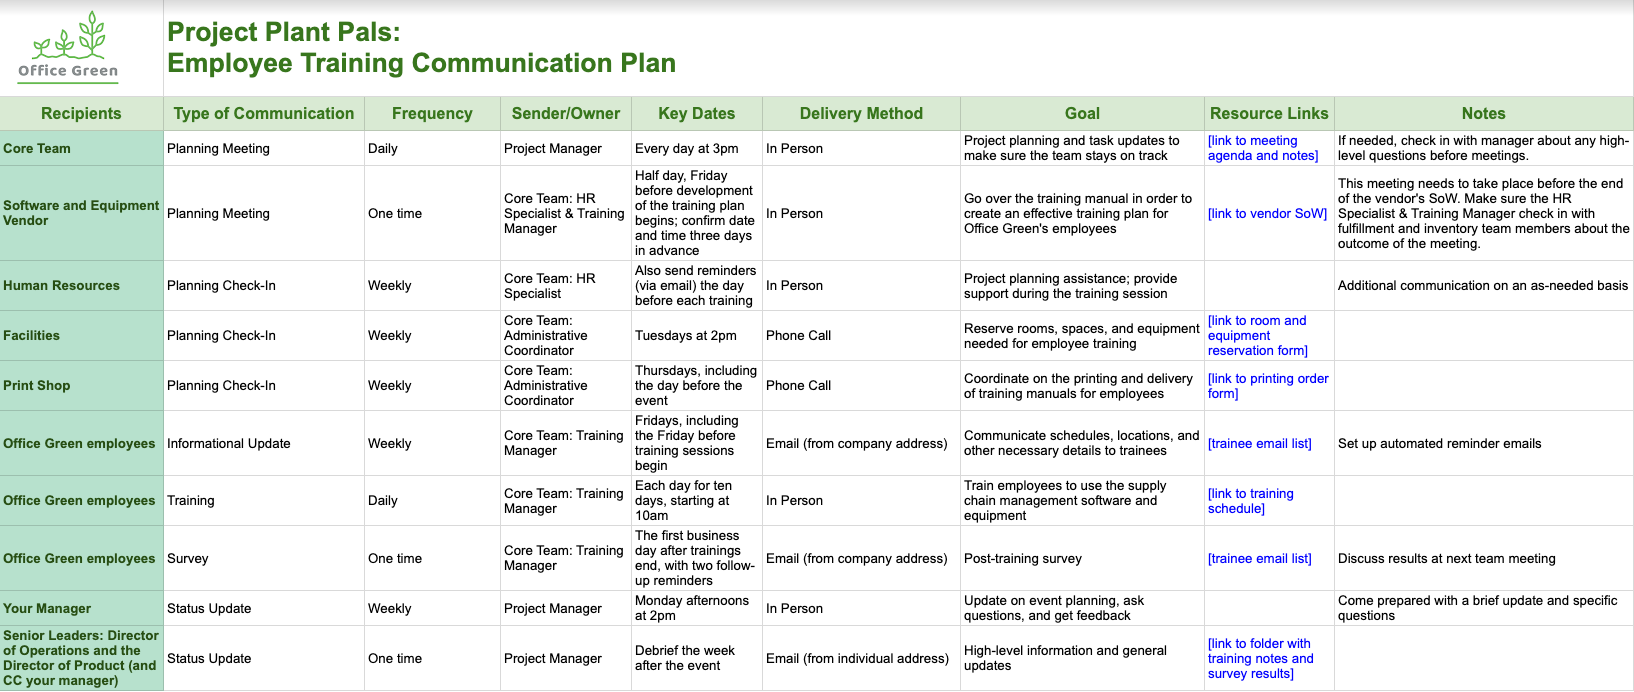 Office Green
Project Plant Pals:
Employee Training Communication Plan
Recipients
Type of Communication
Frequency
Sender/Owner
Key Dates
Delivery Method
Goal
Resource Links
Notes
Core Team
Planning Meeting
Daily
Project Manager
Every day at 3pm
In Person
Project planning and task updates to
make sure the team stays on track
[link to meeting
agenda and notes]
If needed, check in with manager about any high-
level questions before meetings.
Software and Equipment
Vendor
Planning Meeting
One time
Core Team: HR
Specialist & Training
Manager
Half day, Friday
before development
of the training plan
begins; confirm date
and time three days
in advance
In Person
Go over the training manual in order to
create an effective training plan for
Office Green's employees
[link to vendor SoW]
This meeting needs to take place before the end
of the vendor's SoW. Make sure the HR
Specialist & Training Manager check in with
fulfillment and inventory team members about the
outcome of the meeting.
Human Resources
Planning Check-In
Weekly
Core Team: HR
Specialist
Also send reminders
(via email) the day
before each training
In Person
Project planning assistance; provide
support during the training session
Additional communication on an as-needed basis
Facilities
Planning Check-In
Weekly
Core Team:
Administrative
Coordinator
Tuesdays at 2pm
Phone Call
Reserve rooms, spaces, and equipment
needed for employee training
[link to room and
equipment
reservation form]
Print Shop
Planning Check-In
Weekly
Core Team:
Administrative
Coordinator
Thursdays, including
the day before the
event
Phone Call
Coordinate on the printing and delivery
of training manuals for employees
[link to printing order
form]
Office Green employees
Informational Update
Weekly
Core Team: Training
Manager
Fridays, including
the Friday before
training sessions
begin
Email (from company address)
Communicate schedules, locations, and
other necessary details to trainees
[trainee email list]
Set up automated reminder emails
Office Green employees
Training
Daily
Core Team: Training
Manager
Each day for ten
days, starting at
10am
In Person
Train employees to use the supply
chain management software and
equipment
[link to training
schedule]
Office Green employees
Survey
One time
Core Team: Training
Manager
The first business
day after trainings
end, with two follow-
up reminders
Email (from company address)
Post-training survey
[trainee email list]
Discuss results at next team meeting
Your Manager
Status Update
Weekly
Project Manager
Monday afternoons
at 2pm
In Person
Update on event planning, ask
questions, and get feedback
Come prepared with a brief update and specific
questions
Senior Leaders: Director
of Operations and the
Director of Product (and
CC your manager)
Status Update
One time
Project Manager
Debrief the week
after the event
Email (from individual address)
High-level information and general
updates
[link to folder with
training notes and
survey results]